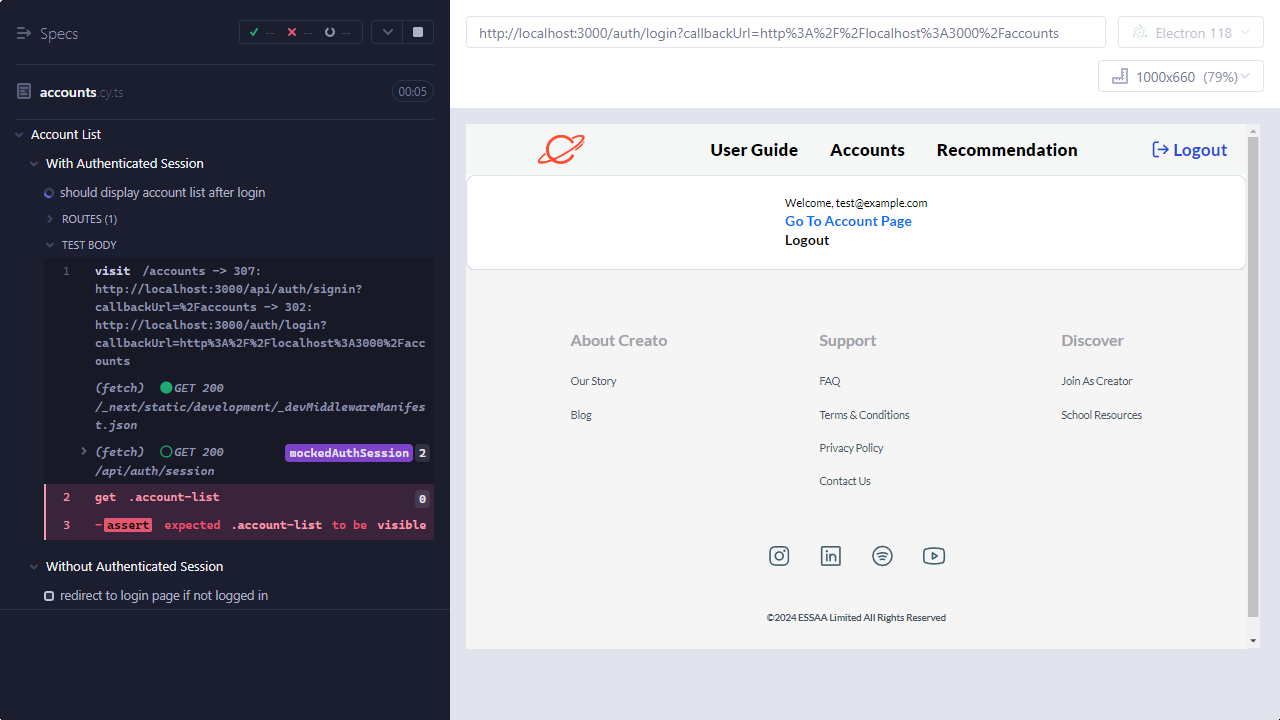 Specs
-- -- --
accounts.cy.ts
00:05
Account List
With Authenticated Session
should display account list after login
ROUTES (1)
TEST BODY
1 visit /accounts -> 307:
http://localhost:3000/api/auth/signin?
callbackUrl=%2Faccounts -> 302:
http://localhost:3000/auth/login?
callbackUrl=http%3A%2F%2Flocalhost%3A3000%2Facc
ounts
(fetch) GET 200
/_next/static/development/_devMiddlewareManifes
t.json
(fetch) GET 200 mockedAuthSession 2
/api/auth/session
2 get .account-list 0
3 -assert expected .account-list to be visible
Without Authenticated Session
redirect to login page if not logged in
http://localhost:3000/auth/login?callbackUrl=http%3A%2F%2Flocalhost%3A3000%2Faccounts
Electron 118
1000x660 (79%)
User Guide Accounts Recommendation Logout
Welcome, test@example.com
Go To Account Page
Logout
About Creato Support Discover
Our Story FAQ Join As Creator
Blog Terms & Conditions School Resources
Privacy Policy
Contact Us
©2024 ESSAA Limited All Rights Reserved